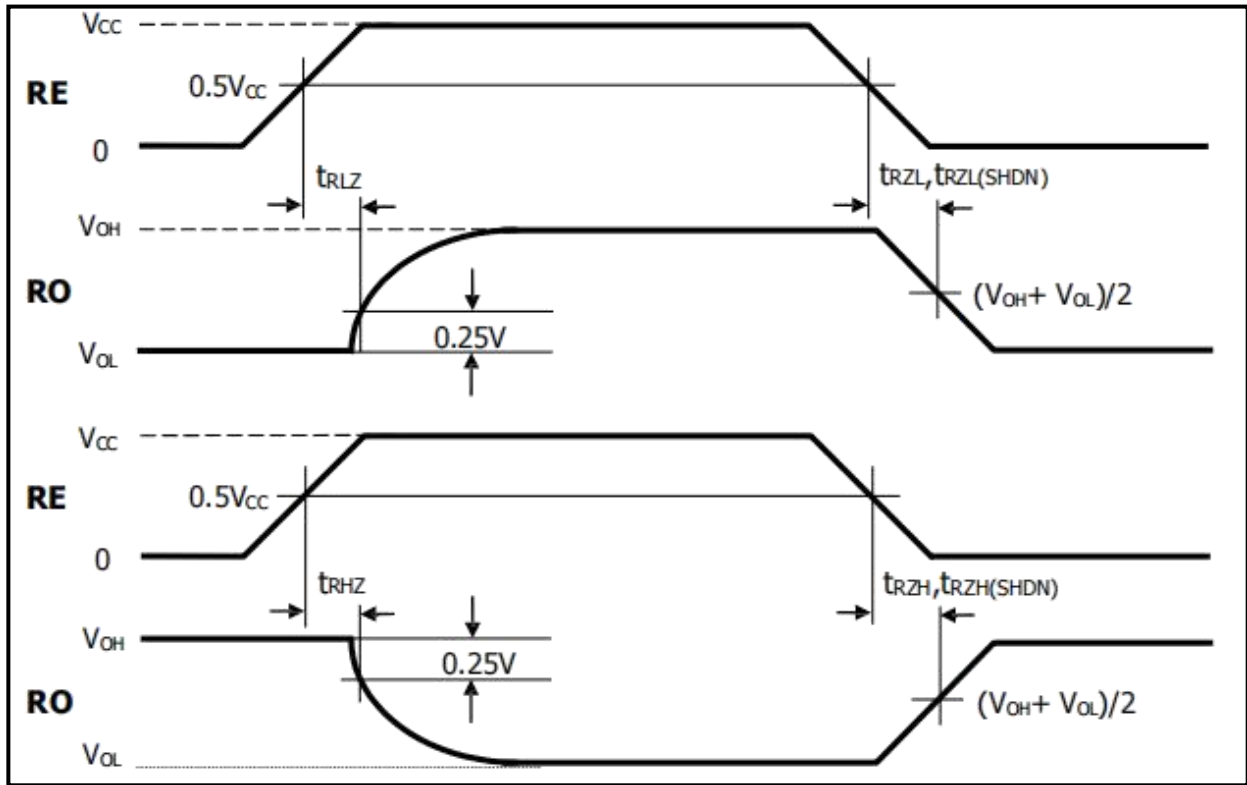 VCC
0.5VCC
RE
0
tRLZ
tRZL,tRZL(SHDN)
VOH
RO
(VOH+ VOL)/2
0.25V
VOL
VCC
0.5VCC
RE
0
tRHZ
tRZH,tRZH(SHDN)
VOH
0.25V
RO
(VOH+ VOL)/2
VOL